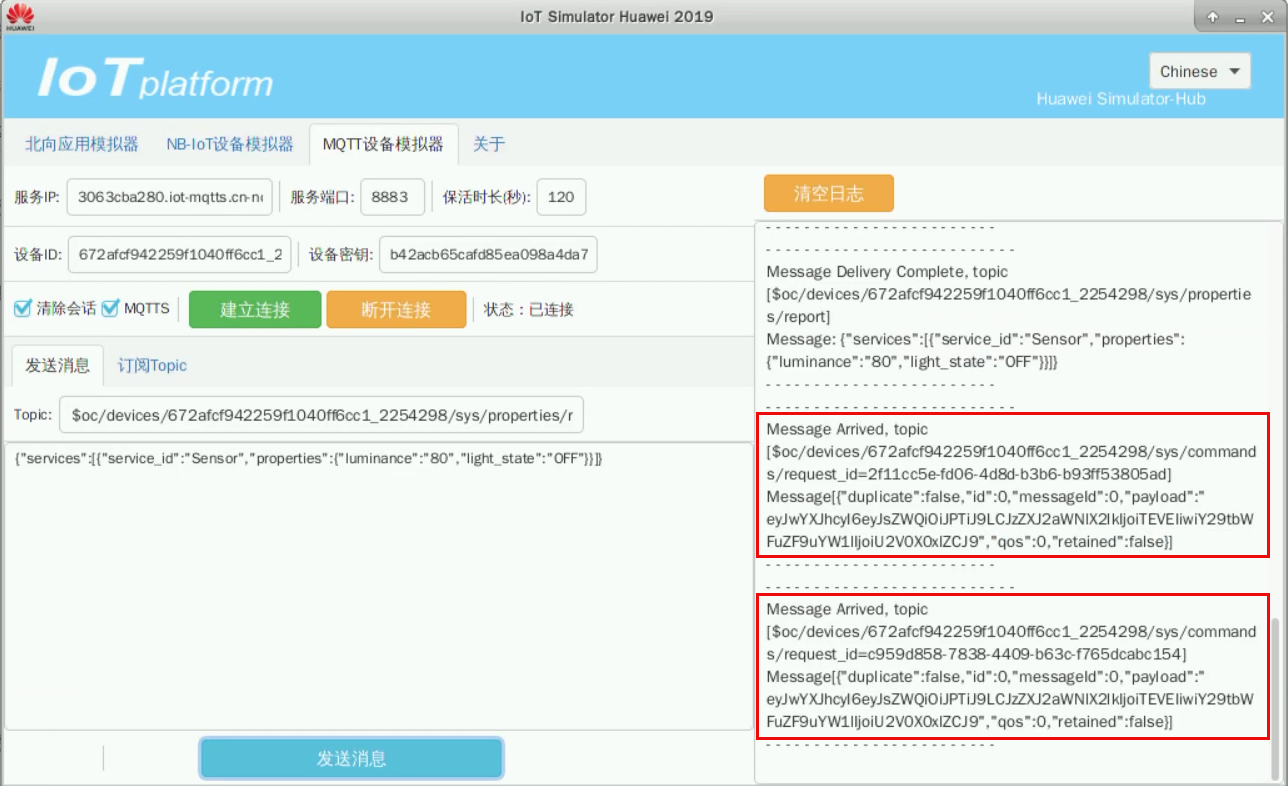 HUAWEI
IoT Simulator Huawei 2019
IoT platform
Chinese
Huawei Simulator-Hub
北向应用模拟器 NB-IoT设备模拟器 MQTT设备模拟器 关于
服务IP: 3063cba280.iot-mqtts.cn-n 服务端口: 8883 保活时长(秒): 120
设备ID: 672afcf942259f1040ff6cc1_2 设备密钥: b42acb65cafd85ea098a4da7
清除会话 MQTTS 建立连接 断开连接 状态：已连接
发送消息 订阅Topic
Topic: $oc/devices/672afcf942259f1040ff6cc1_2254298/sys/properties/r
{"services":[{"service_id":"Sensor","properties":{"luminance":"80","light_state":"OFF"}}]}
发送消息
清空日志
- - - - - - - - - - - - - - - - - - - - - - - -
- - - - - - - - - - - - - - - - - - - - - - - - - -
Message Delivery Complete, topic
[$oc/devices/672afcf942259f1040ff6cc1_2254298/sys/propertie
s/report]
Message: {"services":[{"service_id":"Sensor","properties":
{"luminance":"80","light_state":"OFF"}}]}
- - - - - - - - - - - - - - - - - - - - - - - -
- - - - - - - - - - - - - - - - - - - - - - - - - -
Message Arrived, topic
[$oc/devices/672afcf942259f1040ff6cc1_2254298/sys/command
s/request_id=2f11cc5e-fd06-4d8d-b3b6-b93ff53805ad]
Message[{"duplicate":false,"id":0,"messageId":0,"payload":"
eyJwYXJhcyI6eyJsZWQiOiJPTiJ9LCJzZXJ2aWNlX2lkIjoiTEVEIiwiY29tbW
FuZF9uYW1lIjoiU2V0X0xlZCJ9","qos":0,"retained":false}]
- - - - - - - - - - - - - - - - - - - - - - - -
- - - - - - - - - - - - - - - - - - - - - - - - - -
Message Arrived, topic
[$oc/devices/672afcf942259f1040ff6cc1_2254298/sys/command
s/request_id=c959d858-7838-4409-b63c-f765dcabc154]
Message[{"duplicate":false,"id":0,"messageId":0,"payload":"
eyJwYXJhcyI6eyJsZWQiOiJPTiJ9LCJzZXJ2aWNlX2lkIjoiTEVEIiwiY29tbW
FuZF9uYW1lIjoiU2V0X0xlZCJ9","qos":0,"retained":false}]
- - - - - - - - - - - - - - - - - - - - - - - -